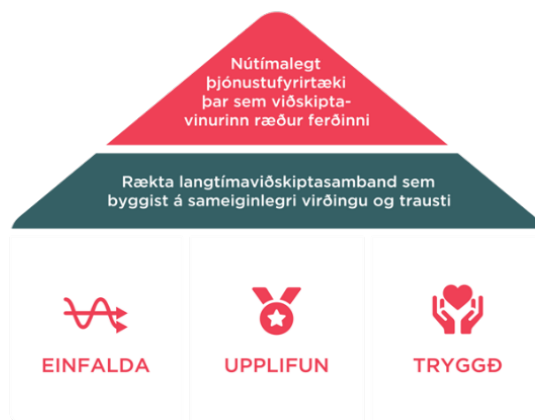 Nútímalegt
þjónustufyrirtæki
þar sem viðskipta-
vinurinn ræður ferðinni
Rækta langtímaviðskiptasamband sem
byggist á sameiginlegri virðingu og trausti
EINFALDA
UPPLIFUN
TRYGGÐ